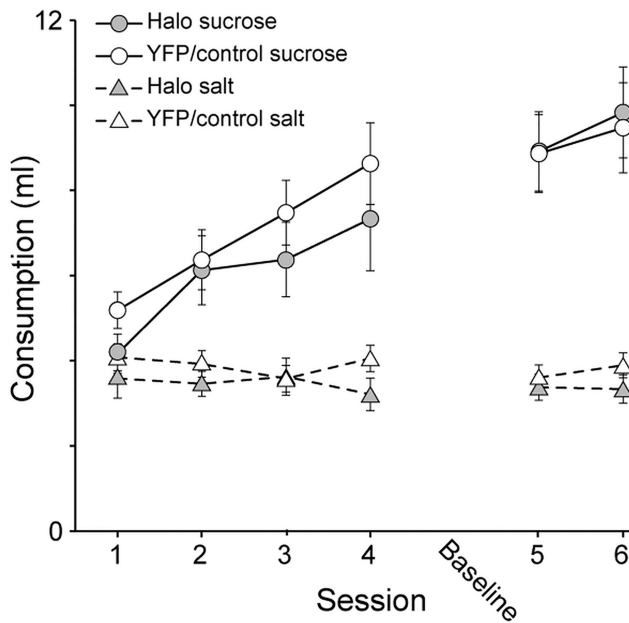 12
Halo sucrose
YFP/control sucrose
Halo salt
YFP/control salt
Consumption (ml)
0
1 2 3 4 Baseline 5 6
Session